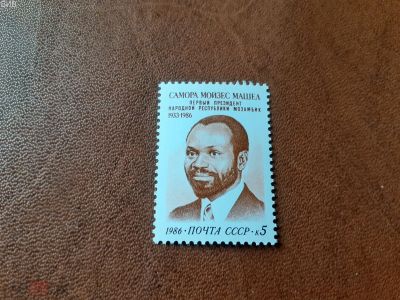 САМОРА МОИЗЕС МАШЕЛ
ПЕРВЫЙ ПРЕЗИДЕНТ
НАРОДНОЙ РЕСПУБЛИКИ МОЗАМБИК
1933-1986
1986 · ПОЧТА СССР · к5